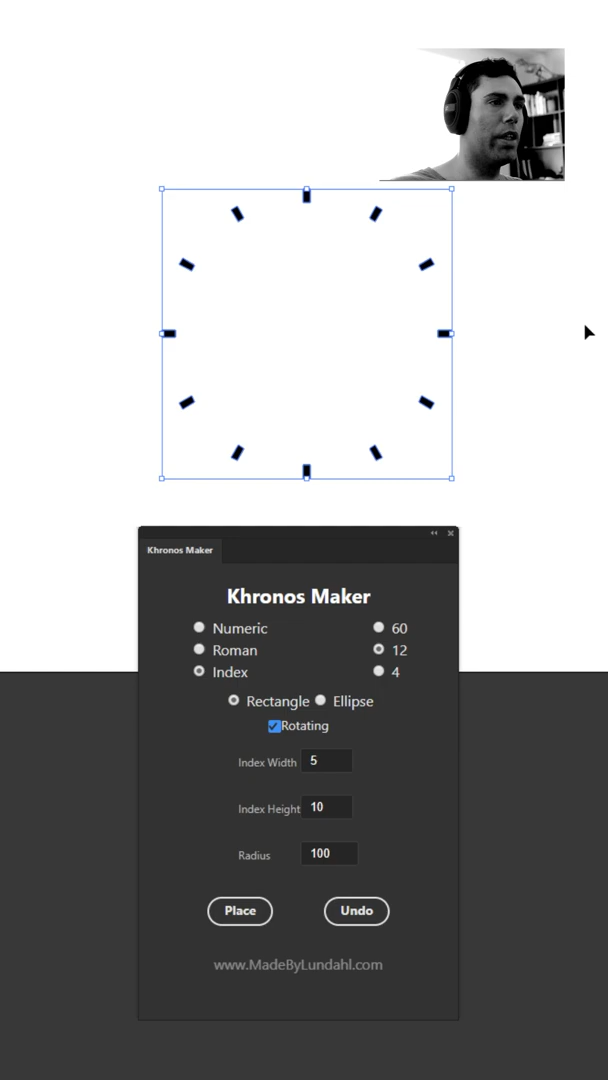 Khronos Maker
Khronos Maker
Numeric 60
Roman 12
Index 4
Rectangle Ellipse
Rotating
Index Width 5
Index Height 10
Radius 100
Place Undo
www.MadeByLundahl.com